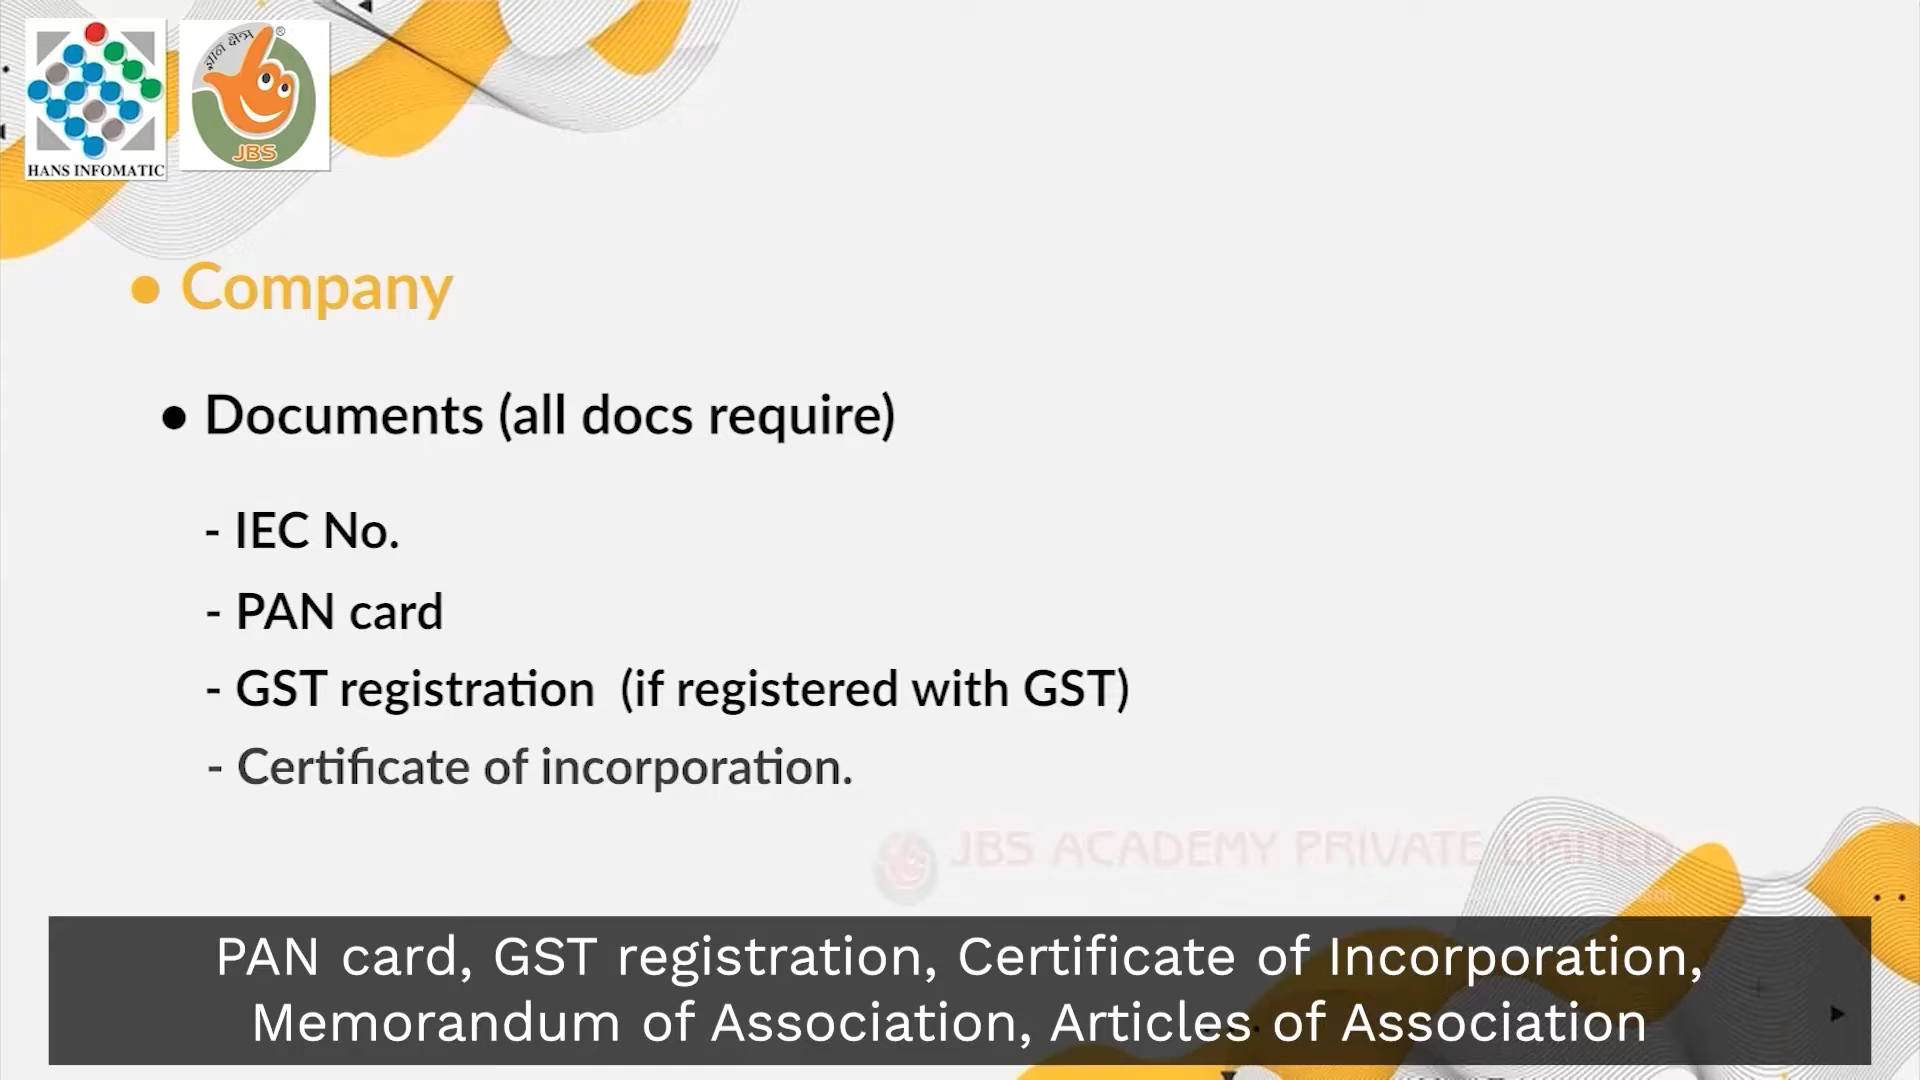 HANS INFOMATIC
ज्ञान क्षेत्र
®
JBS
• Company
• Documents (all docs require)
- IEC No.
- PAN card
- GST registration (if registered with GST)
- Certificate of incorporation.
JBS ACADEMY PRIVATE LIMITED
PAN card, GST registration, Certificate of Incorporation,
Memorandum of Association, Articles of Association